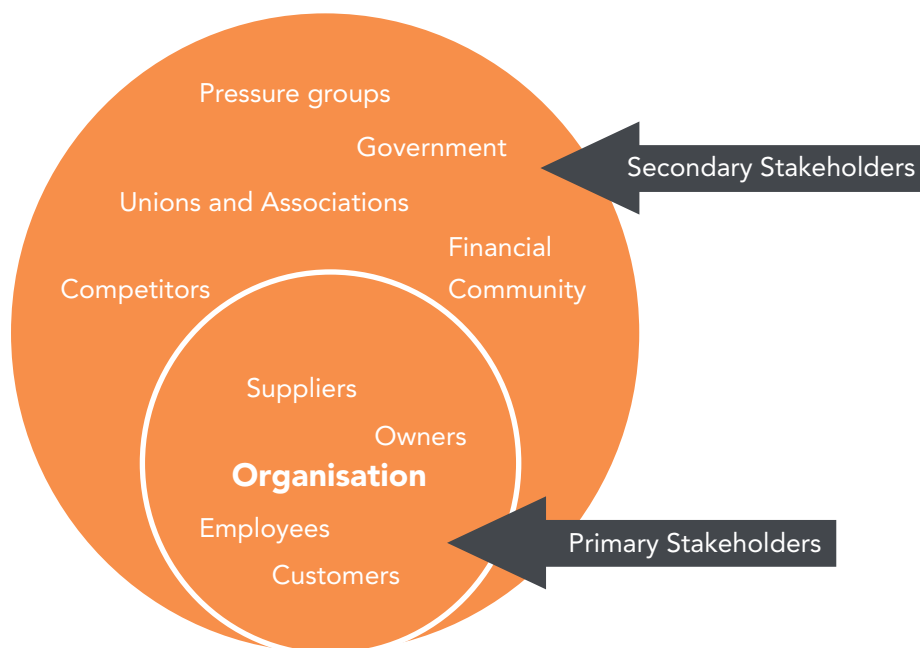 Pressure groups
Government
Secondary Stakeholders
Unions and Associations
Financial
Community
Competitors
Suppliers
Owners
Organisation
Employees
Primary Stakeholders
Customers